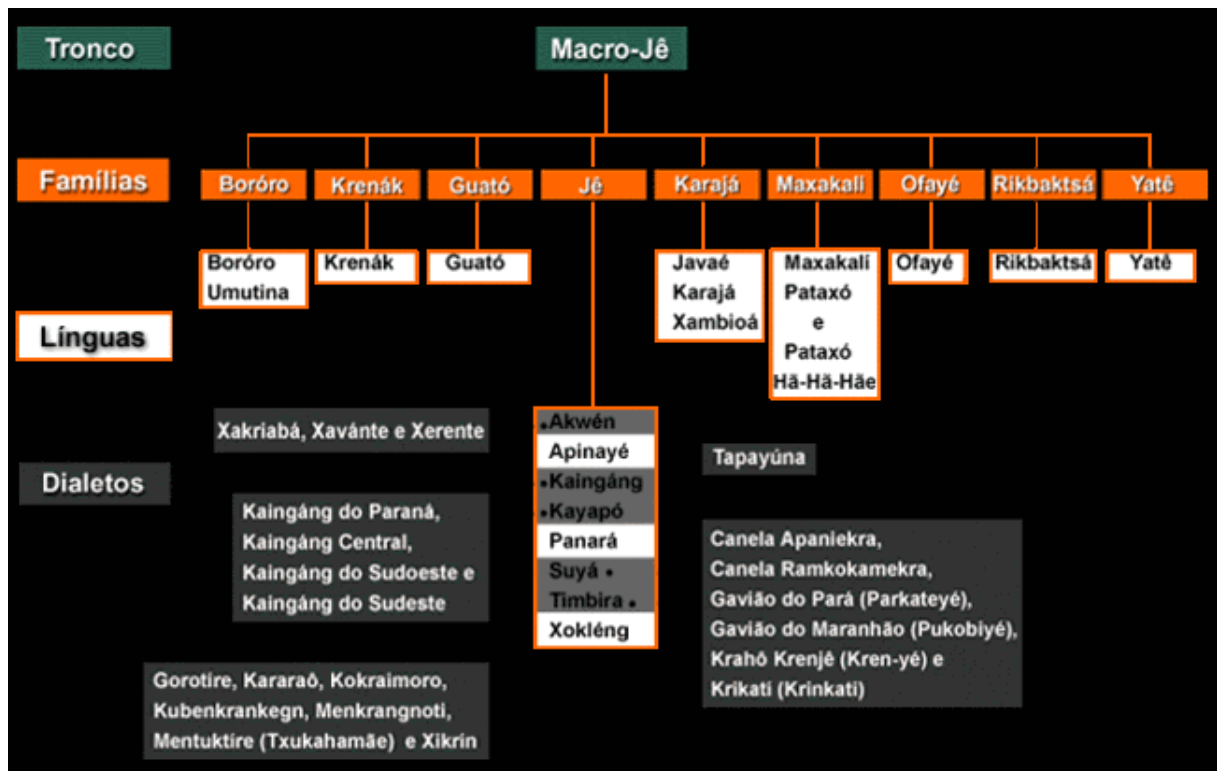 Tronco
Macro-Jê
Famílias
Boróro
Krenák
Guató
Jê
Karajá
Maxakali
Ofayé
Rikbaktsá
Yatê
Línguas
Boróro
Umutina
Krenák
Guató
Javaé
Karajá
Xambioá
Maxakali
Pataxó
e
Pataxó
Hã-Hã-Hãe
Ofayé
Rikbaktsá
Yatê
•Akwén
Apinayé
•Kaingáng
•Kayapó
Panará
Suyá •
Timbira •
Xokléng
Dialetos
Xakriabá, Xavánte e Xerente
Kaingáng do Paraná,
Kaingáng Central,
Kaingáng do Sudoeste e
Kaingáng do Sudeste
Gorotire, Kararaô, Kokraimoro,
Kubenkrankegn, Menkrangnoti,
Mentuktíre (Txukahamãe) e Xikrin
Tapayúna
Canela Apaniekra,
Canela Ramkokamekra,
Gavião do Pará (Parkateyé),
Gavião do Maranhão (Pukobiyé),
Krahô Krenjê (Kren-yé) e
Krikati (Krinkati)